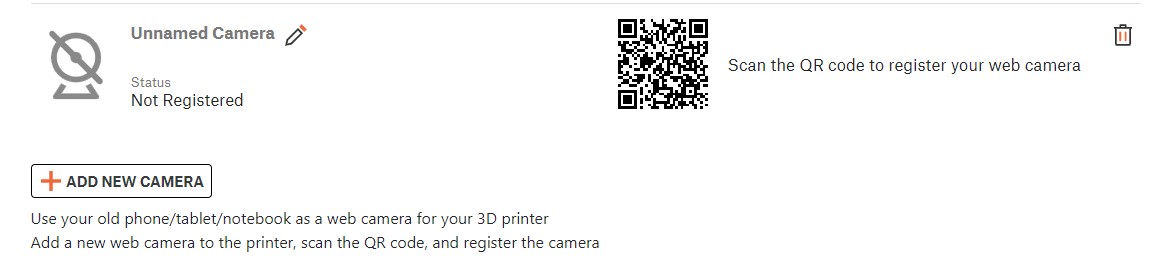 Unnamed Camera
Status
Not Registered
Scan the QR code to register your web camera
ADD NEW CAMERA
Use your old phone/tablet/notebook as a web camera for your 3D printer
Add a new web camera to the printer, scan the QR code, and register the camera